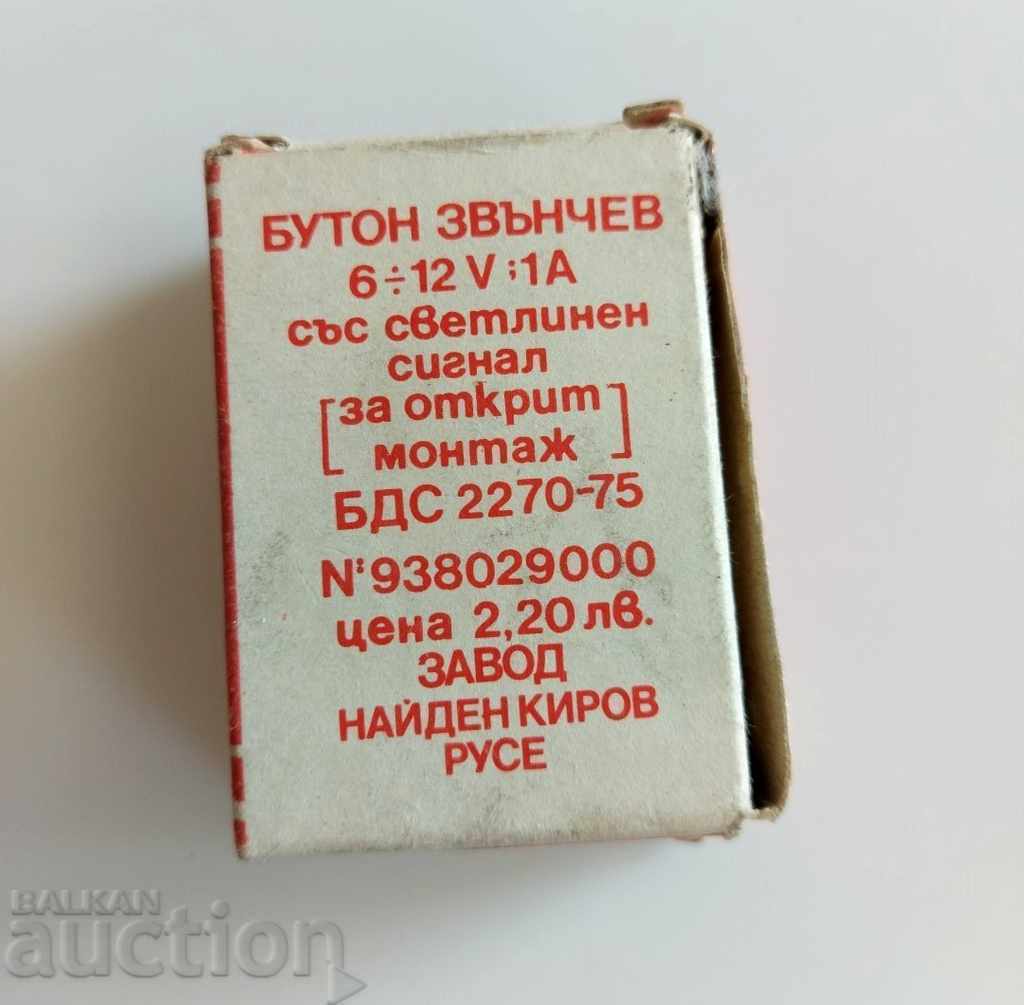 БУТОН ЗВЪНЧЕВ
6÷12 V ; 1A
със светлинен
сигнал
[за открит
монтаж]
БДС 2270-75
N:938029000
цена 2,20 лв.
ЗАВОД
НАЙДЕН КИРОВ
РУСЕ
BALKAN
auction